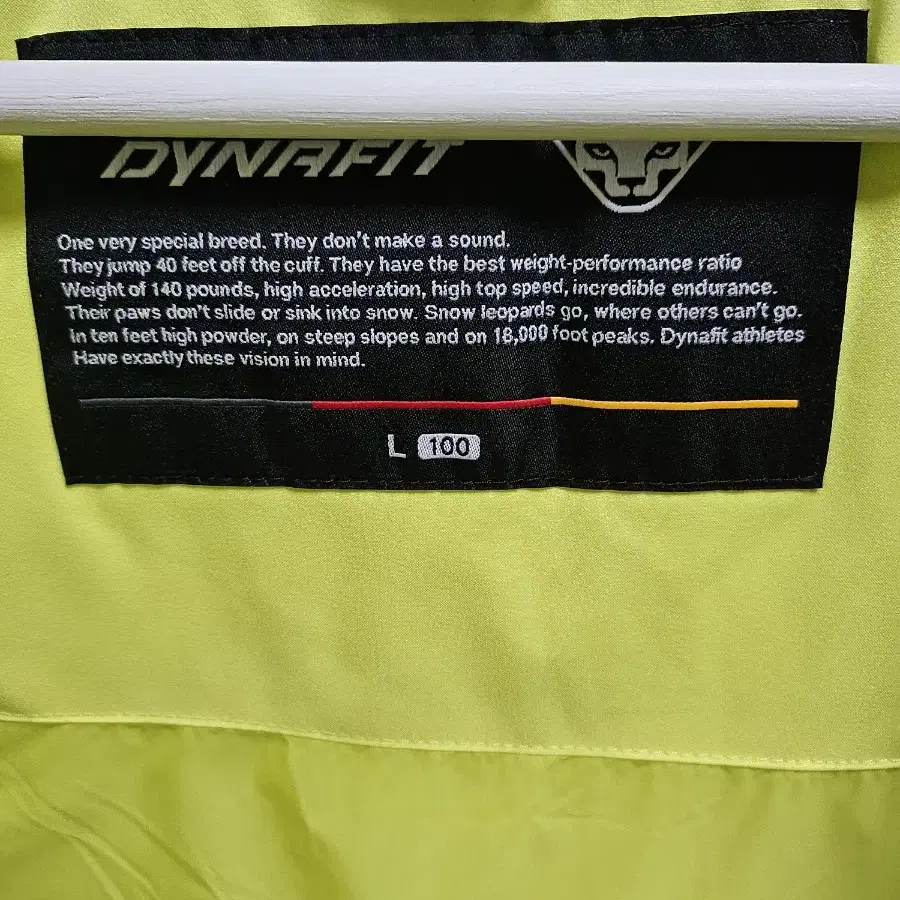 DYNAFIT
One very special breed. They don't make a sound.
They jump 40 feet off the cuff. They have the best weight-performance ratio
Weight of 140 pounds, high acceleration, high top speed, incredible endurance.
Their paws don't slide or sink into snow. Snow leopards go, where others can't go.
In ten feet high powder, on steep slopes and on 18,000 foot peaks. Dynafit athletes
Have exactly these vision in mind.
L 100